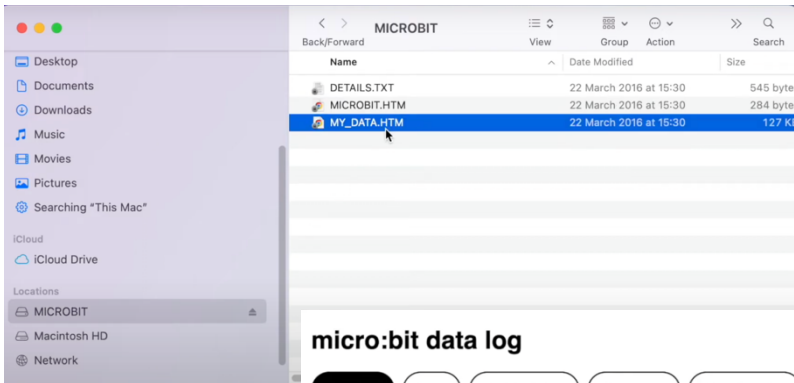 MICROBIT
Back/Forward View Group Action Search
Name Date Modified Size
DETAILS.TXT 22 March 2016 at 15:30 545 byte
MICROBIT.HTM 22 March 2016 at 15:30 284 byte
MY_DATA.HTM 22 March 2016 at 15:30 127 K
Desktop
Documents
Downloads
Music
Movies
Pictures
Searching "This Mac"
iCloud
iCloud Drive
Locations
MICROBIT
Macintosh HD
Network
micro:bit data log